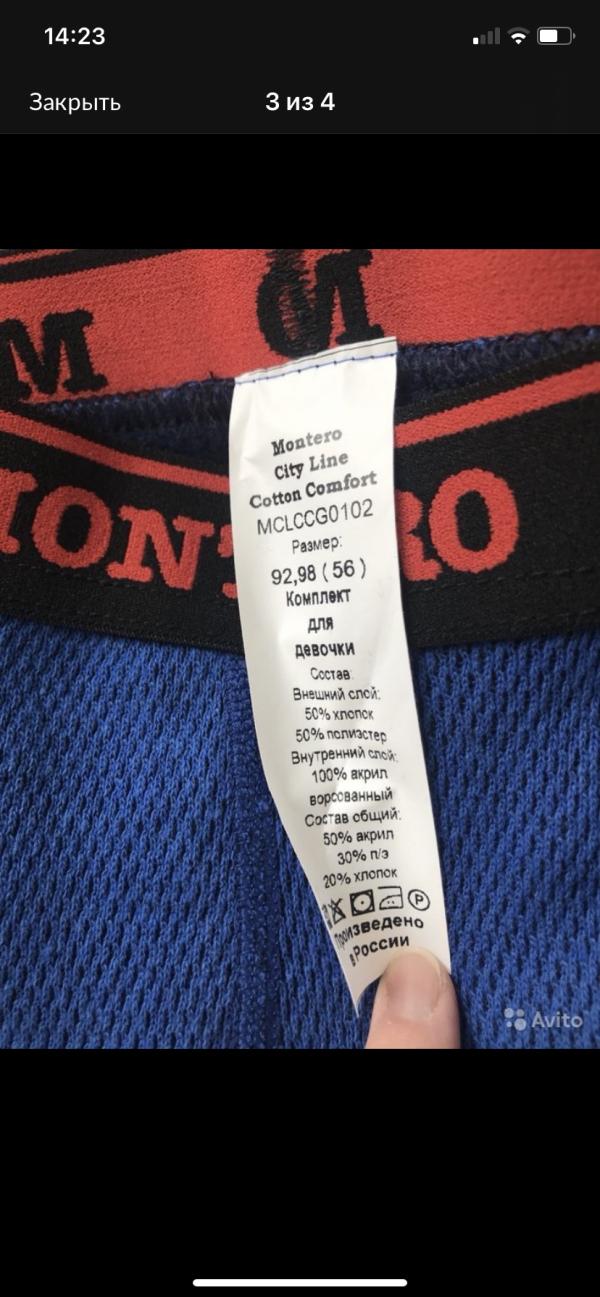 14:23
Закрыть
3 из 4
M
M
MONTERO
Montero
City Line
Cotton Comfort
MCLCCG0102
Размер:
92,98 (56)
Комплект
для
девочки
Состав:
Внешний слой:
50% хлопок
50% полиэстер
Внутренний слой:
100% акрил
ворсованный
Состав общий:
50% акрил
30% п/э
20% хлопок
P
Произведено
в России
Avito